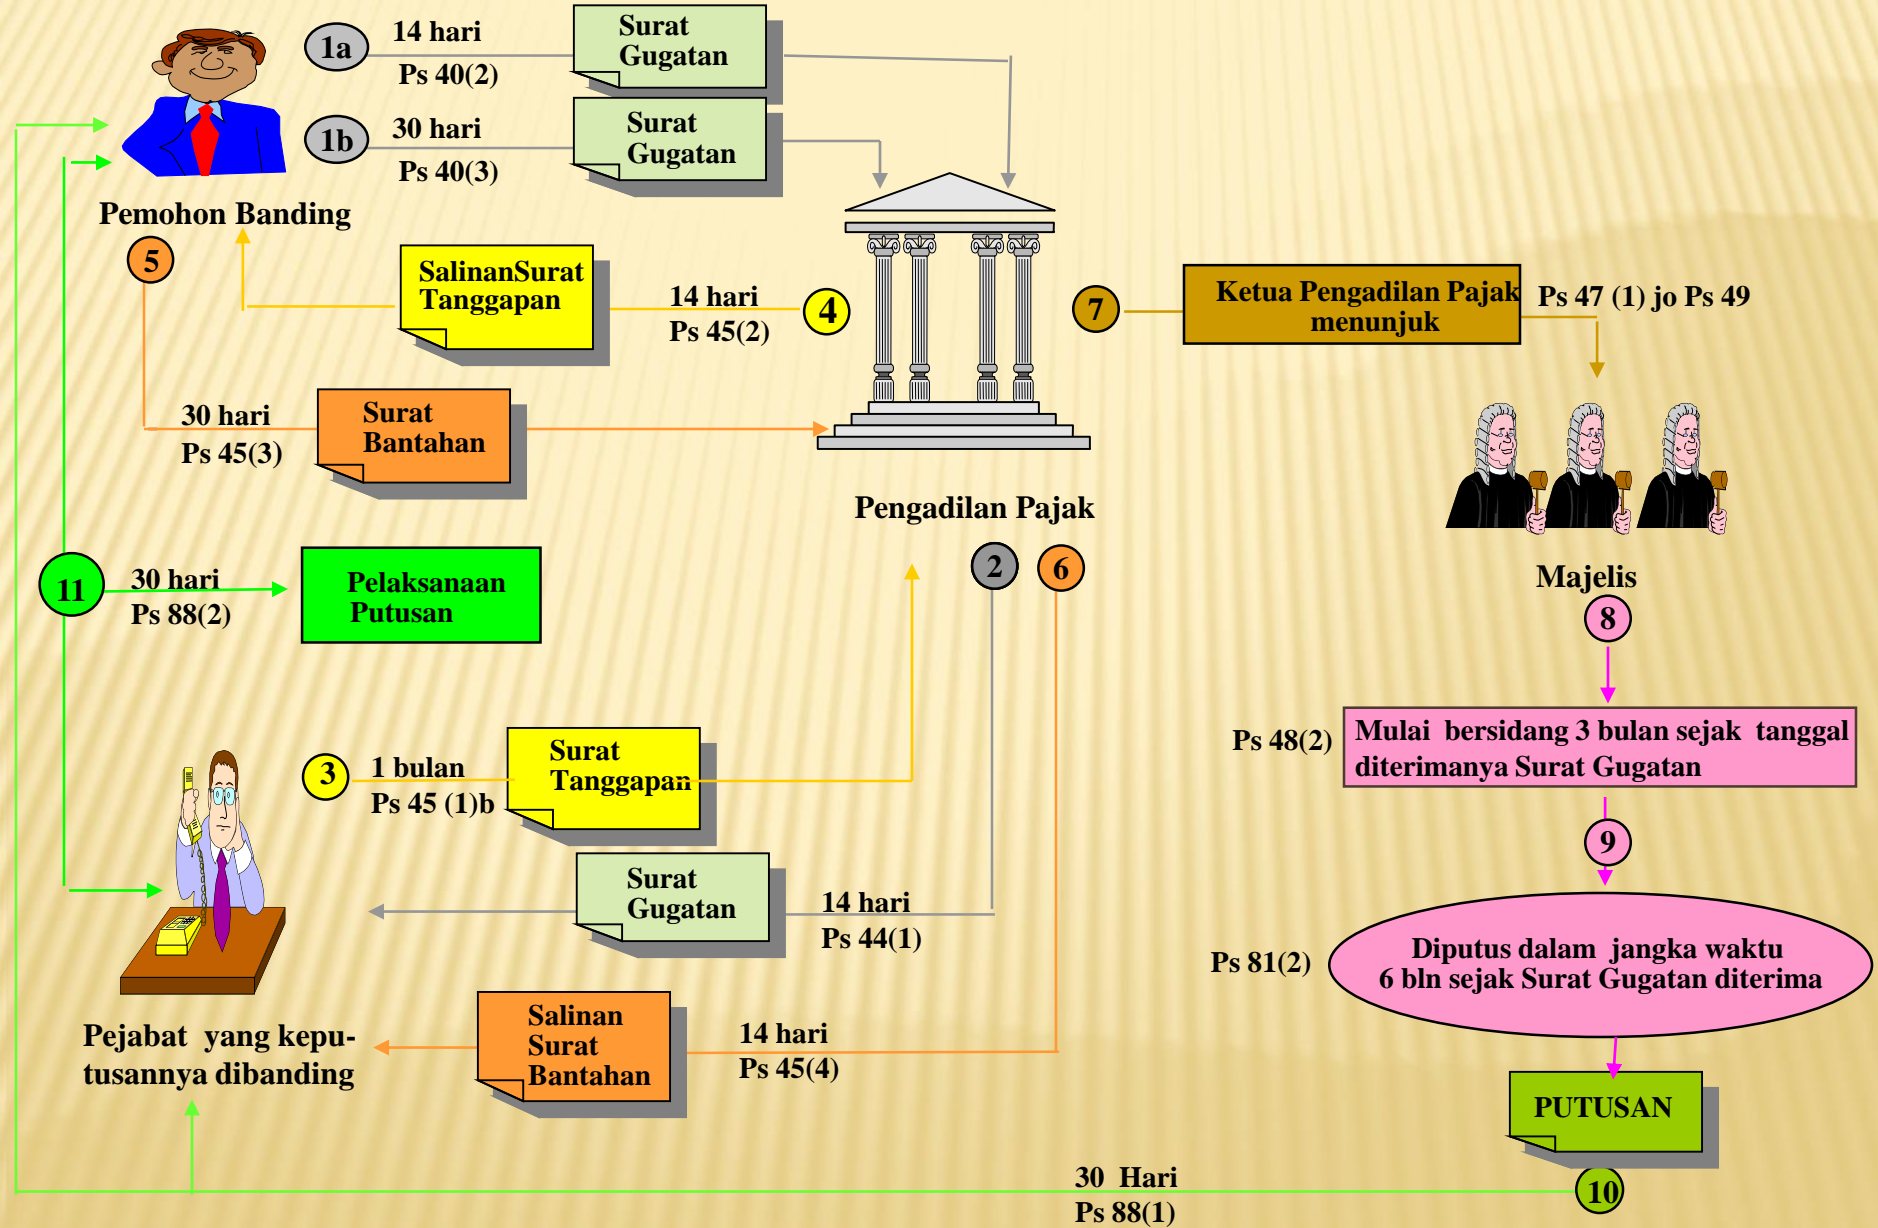 1a
14 hari
Ps 40(2)
Surat
Gugatan
1b
30 hari
Ps 40(3)
Surat
Gugatan
Pemohon Banding
5
SalinanSurat
Tanggapan
14 hari
Ps 45(2)
4
7
Ketua Pengadilan Pajak
menunjuk
Ps 47 (1) jo Ps 49
30 hari
Ps 45(3)
Surat
Bantahan
Pengadilan Pajak
2
6
Majelis
8
11
30 hari
Ps 88(2)
Pelaksanaan
Putusan
3
1 bulan
Ps 45 (1)b
Surat
Tanggapan
Ps 48(2)
Mulai bersidang 3 bulan sejak tanggal
diterimanya Surat Gugatan
9
Surat
Gugatan
14 hari
Ps 44(1)
Ps 81(2)
Diputus dalam jangka waktu
6 bln sejak Surat Gugatan diterima
Pejabat yang kepu-
tusannya dibanding
Salinan
Surat
Bantahan
14 hari
Ps 45(4)
PUTUSAN
10
30 Hari
Ps 88(1)